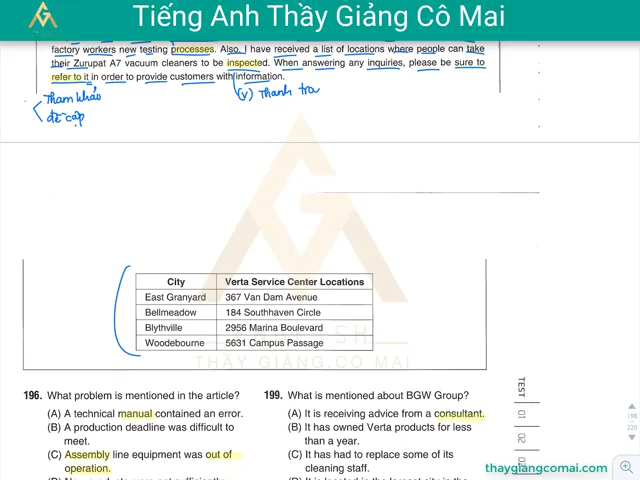 Tiếng Anh Thầy Giảng Cô Mai
factory workers new testing processes. Also, I have received a list of locations where people can take
their Zurupat A7 vacuum cleaners to be inspected. When answering any inquiries, please be sure to
refer to it in order to provide customers with information.
Tham khảo
đề cập
(v) Thanh tra
City Verta Service Center Locations
East Granyard 367 Van Dam Avenue
Bellmeadow 184 Southhaven Circle
Blythville 2956 Marina Boulevard
Woodebourne 5631 Campus Passage
THẦY GIẢNG.CÔ MAI
196. What problem is mentioned in the article?
(A) A technical manual contained an error.
(B) A production deadline was difficult to
meet.
(C) Assembly line equipment was out of
operation.
199. What is mentioned about BGW Group?
(A) It is receiving advice from a consultant.
(B) It has owned Verta products for less
than a year.
(C) It has had to replace some of its
cleaning staff.
TEST
01
02
198
220
thaygiangcomai.com